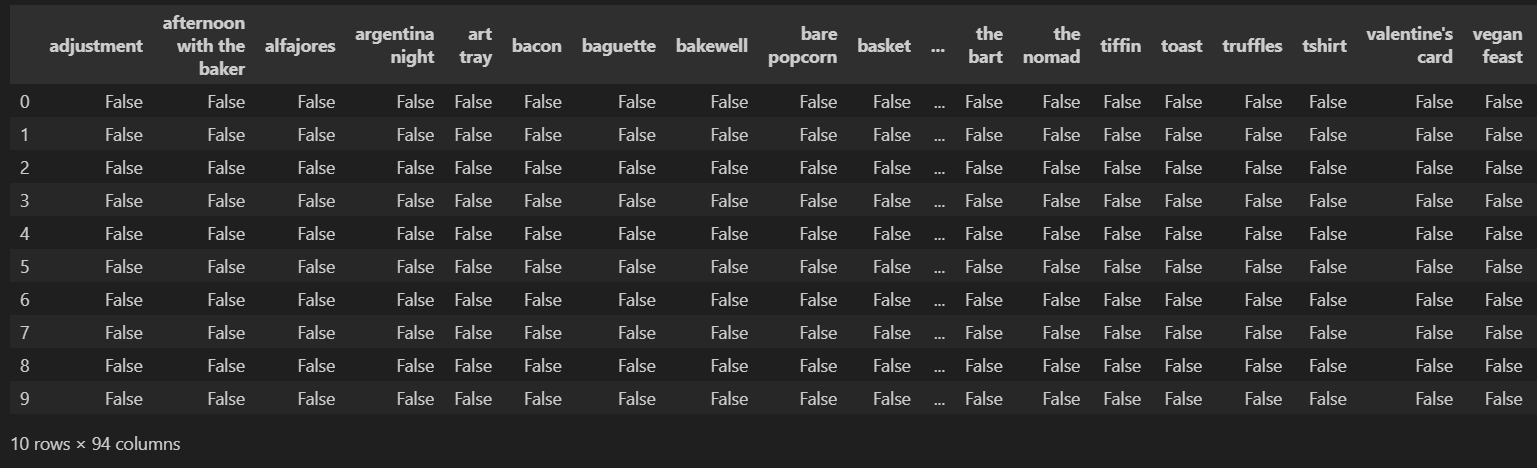 adjustment afternoon with the baker alfajores argentina night art tray bacon baguette bakewell bare popcorn basket ... the bart the nomad tiffin toast truffles tshirt valentine's card vegan feast
0 False False False False False False False False False False ... False False False False False False False False
1 False False False False False False False False False False ... False False False False False False False False
2 False False False False False False False False False False ... False False False False False False False False
3 False False False False False False False False False False ... False False False False False False False False
4 False False False False False False False False False False ... False False False False False False False False
5 False False False False False False False False False False ... False False False False False False False False
6 False False False False False False False False False False ... False False False False False False False False
7 False False False False False False False False False False ... False False False False False False False False
8 False False False False False False False False False False ... False False False False False False False False
9 False False False False False False False False False False ... False False False False False False False False
10 rows × 94 columns